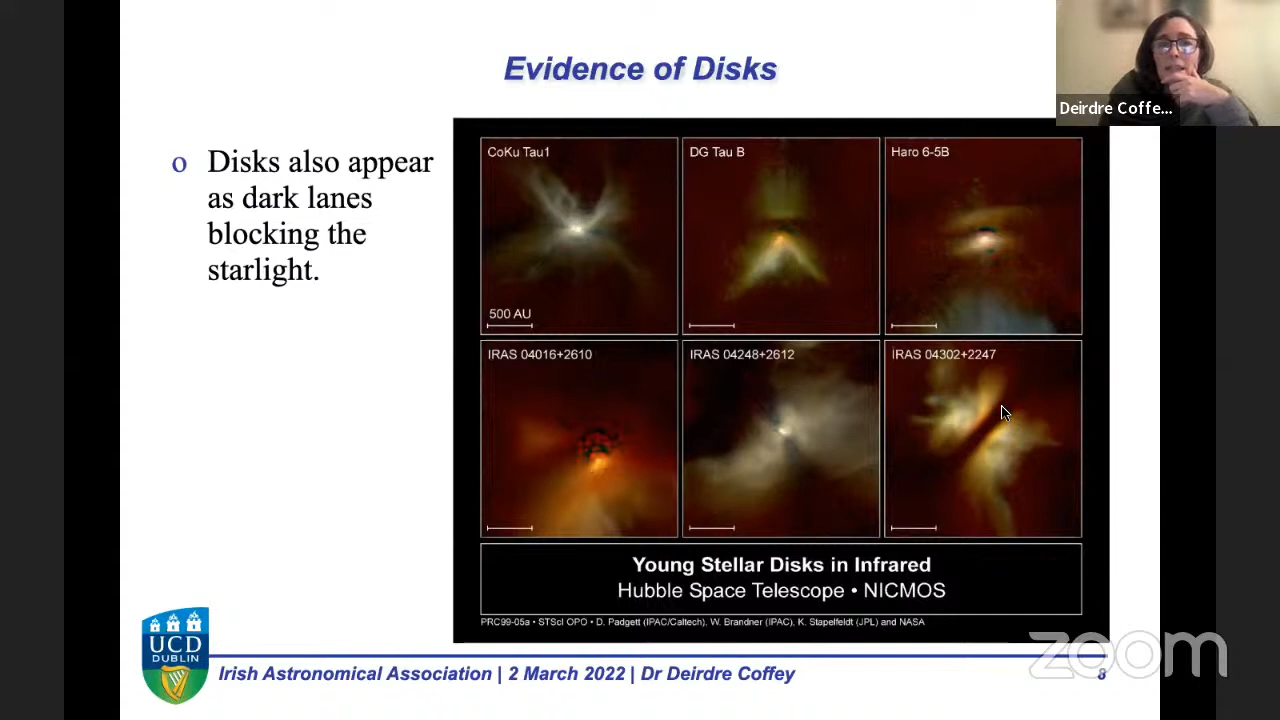 Evidence of Disks
Deirdre Coffe...
o Disks also appear
as dark lanes
blocking the
starlight.
CoKu Tau1
DG Tau B
Haro 6-5B
500 AU
IRAS 04016+2610
IRAS 04248+2612
IRAS 04302+2247
Young Stellar Disks in Infrared
Hubble Space Telescope • NICMOS
PRC99-05a • STScI OPO • D. Padgett (IPAC/Caltech), W. Brandner (IPAC), K. Stapelfeldt (JPL) and NASA
UCD
DUBLIN
Irish Astronomical Association | 2 March 2022 | Dr Deirdre Coffey
8
zoom